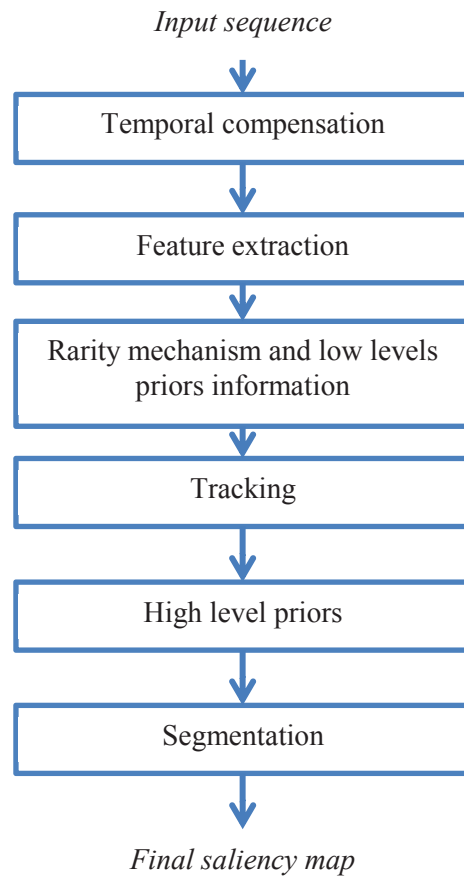 Input sequence
Temporal compensation
Feature extraction
Rarity mechanism and low levels
priors information
Tracking
High level priors
Segmentation
Final saliency map